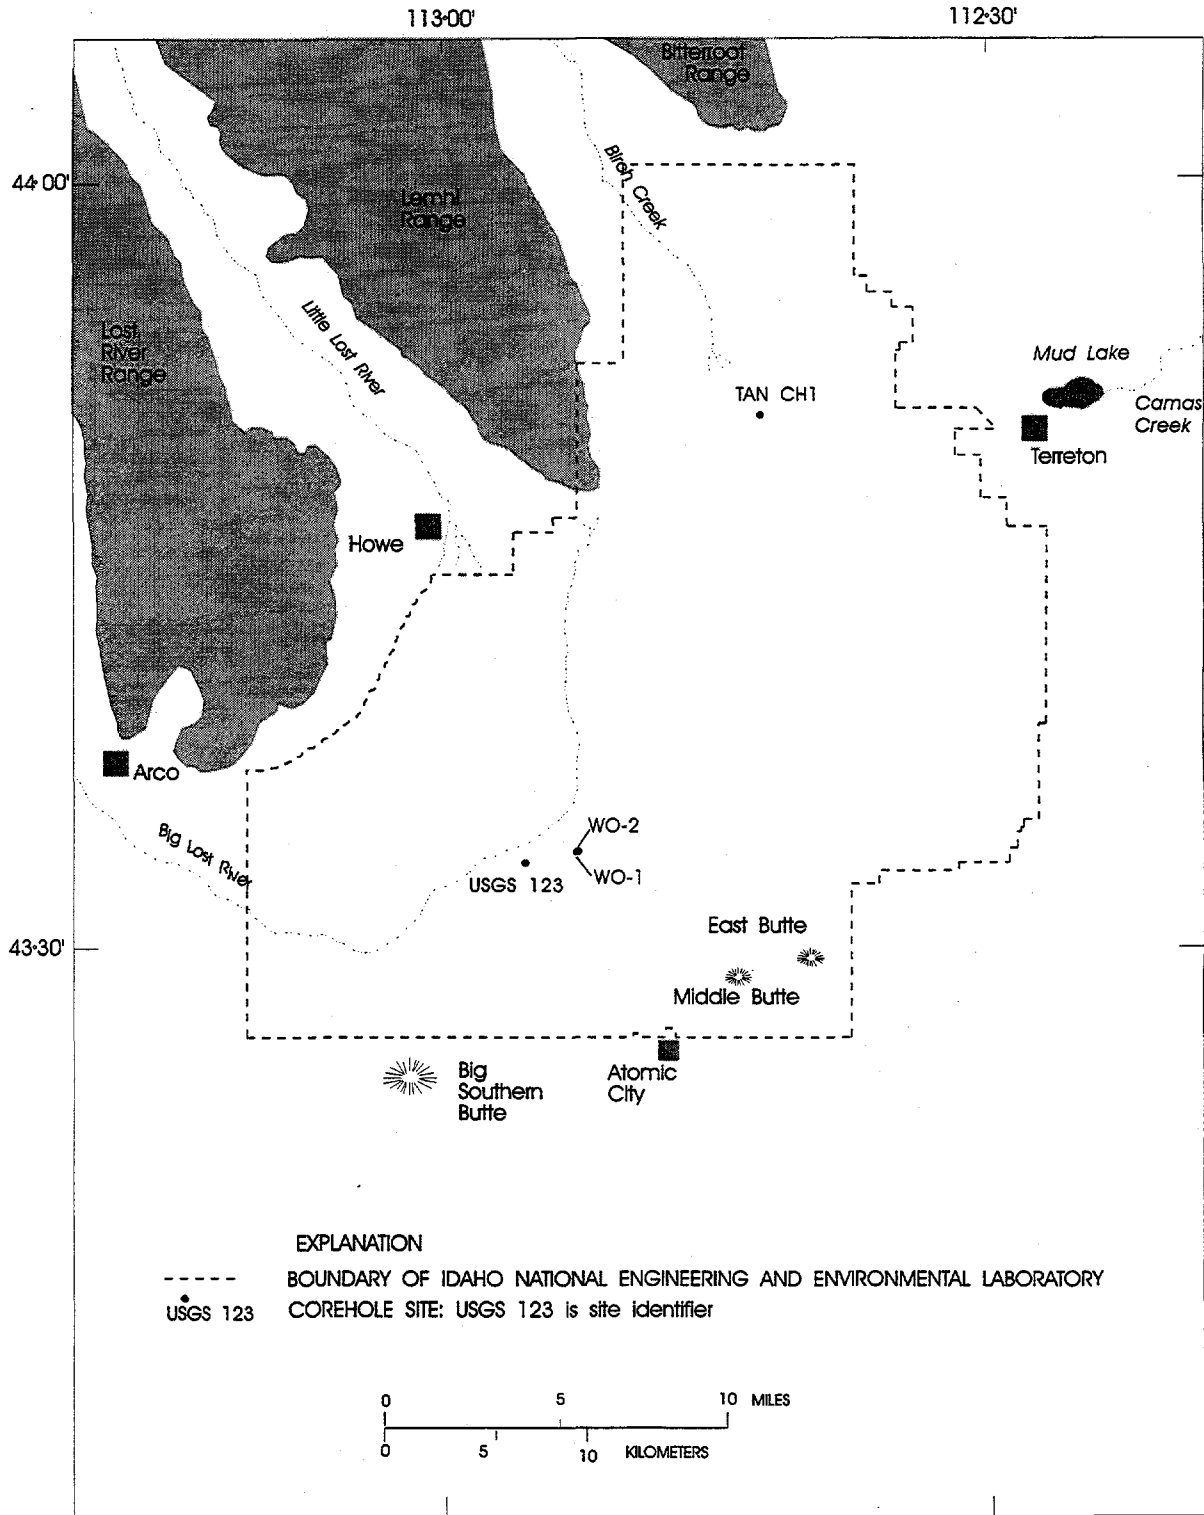 113°00'
112°30'
Bitterroot
Range
Birch Creek
44°00'
Lemhi
Range
Little Lost River
Lost
River
Range
Mud Lake
TAN CH1
Camas
Creek
Terreton
Howe
Arco
Big Lost River
WO-2
WO-1
USGS 123
East Butte
43°30'
Middle Butte
Big
Southern
Butte
Atomic
City
EXPLANATION
BOUNDARY OF IDAHO NATIONAL ENGINEERING AND ENVIRONMENTAL LABORATORY
USGS 123
COREHOLE SITE: USGS 123 is site identifier
0 5 10 MILES
0 5 10 KILOMETERS